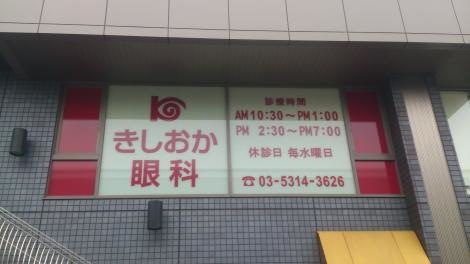 きしおか
眼科
診療時間
AM10:30～PM1:00
PM 2:30～PM7:00
休診日 毎水曜日
☎03-5314-3626